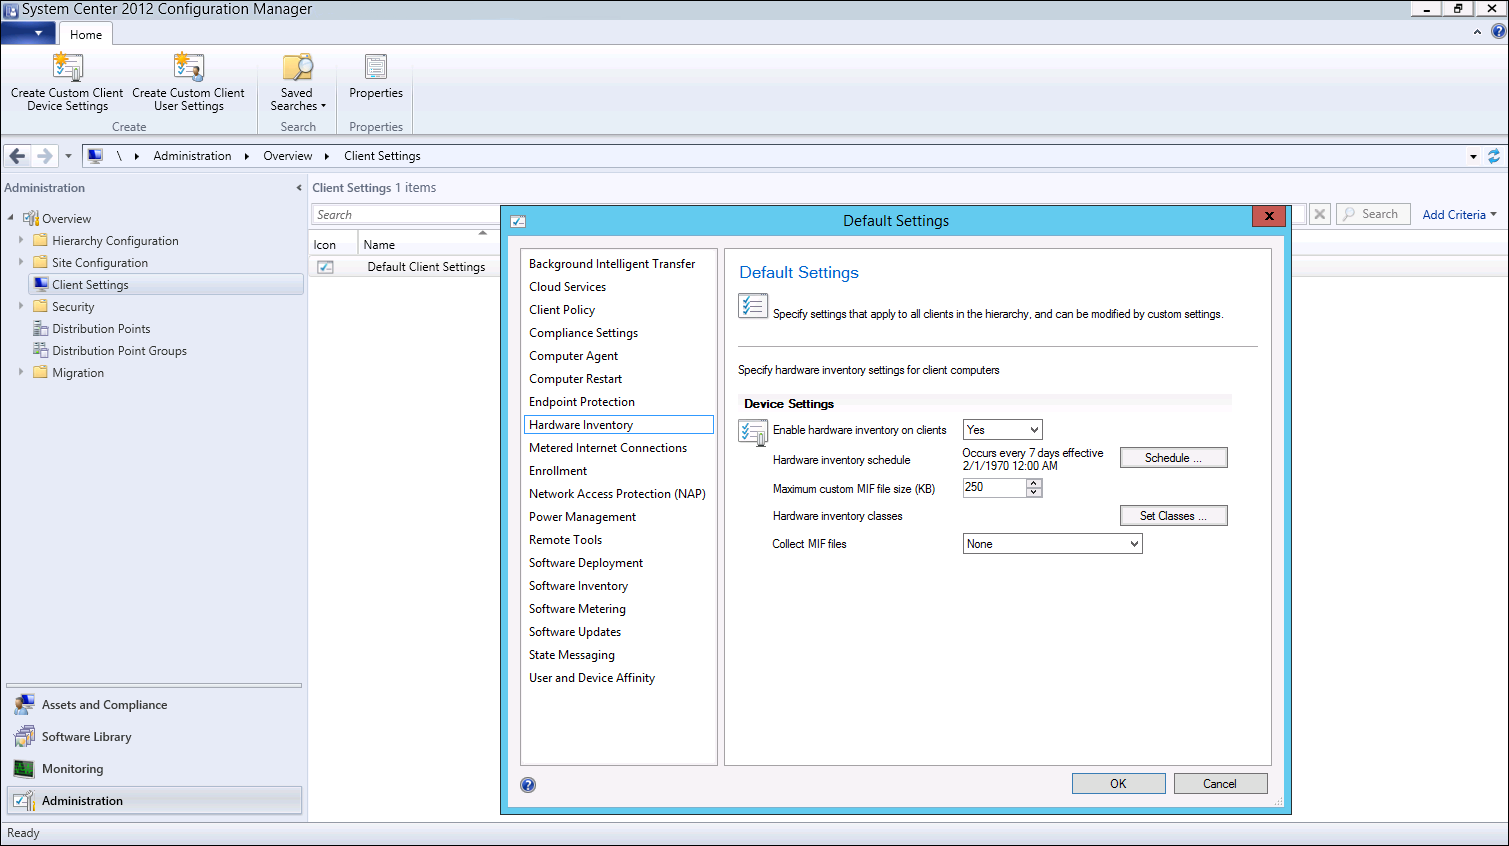 System Center 2012 Configuration Manager
Home
Create Custom Client
Device Settings
Create Custom Client
User Settings
Saved
Searches
Properties
Create
Search
Properties
\ Administration Overview Client Settings
Administration
Overview
Hierarchy Configuration
Site Configuration
Client Settings
Security
Distribution Points
Distribution Point Groups
Migration
Assets and Compliance
Software Library
Monitoring
Administration
Ready
Client Settings 1 items
Search
Search
Add Criteria
Icon Name
Default Client Settings
Default Settings
Background Intelligent Transfer
Cloud Services
Client Policy
Compliance Settings
Computer Agent
Computer Restart
Endpoint Protection
Hardware Inventory
Metered Internet Connections
Enrollment
Network Access Protection (NAP)
Power Management
Remote Tools
Software Deployment
Software Inventory
Software Metering
Software Updates
State Messaging
User and Device Affinity
Default Settings
Specify settings that apply to all clients in the hierarchy, and can be modified by custom settings.
Specify hardware inventory settings for client computers
Device Settings
Enable hardware inventory on clients Yes
Hardware inventory schedule
Occurs every 7 days effective
2/1/1970 12:00 AM
Schedule ...
Maximum custom MIF file size (KB) 250
Hardware inventory classes Set Classes ...
Collect MIF files None
OK Cancel